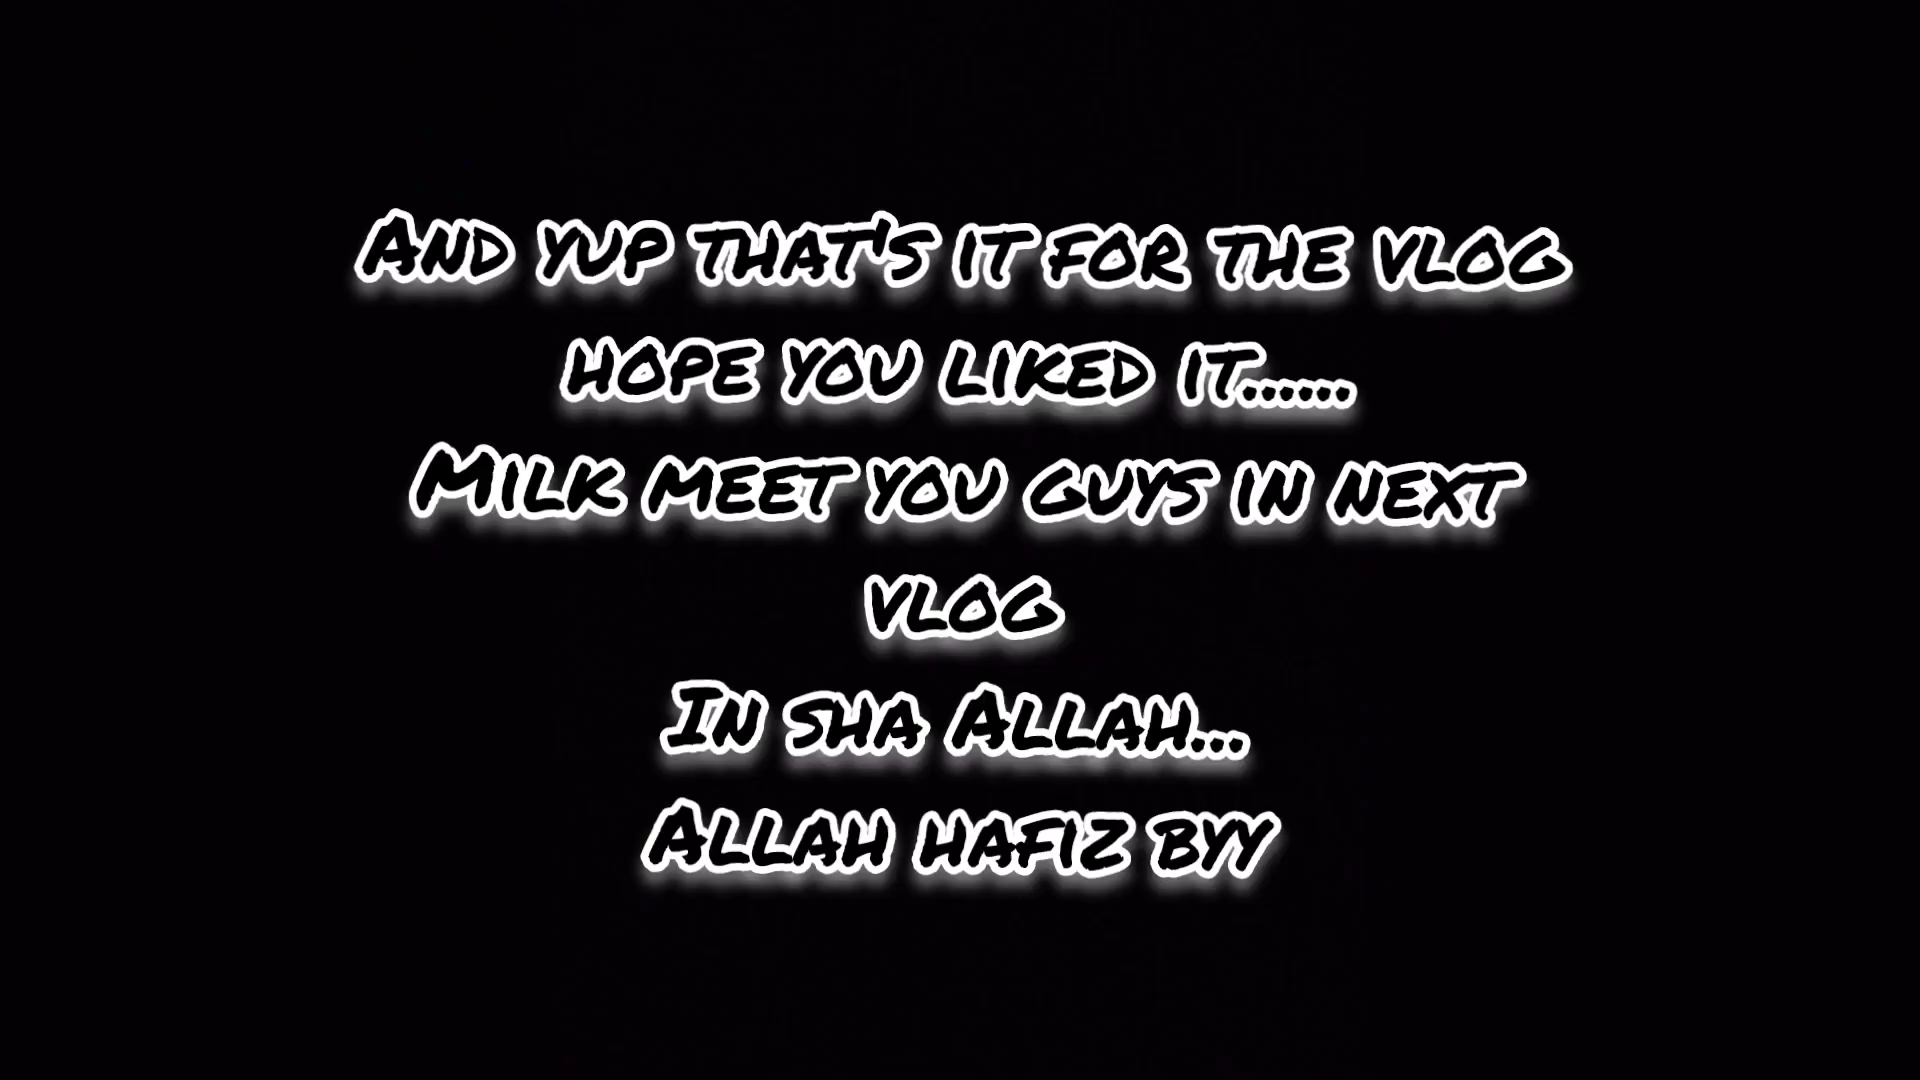 And yup that's it for the vlog
hope you liked it......
Milk meet you guys in next
vlog
In sha Allah...
Allah hafiz byy